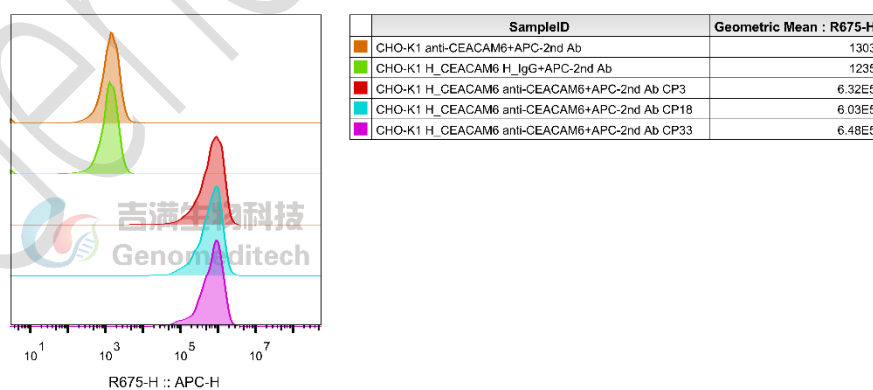 SampleID Geometric Mean : R675-H
CHO-K1 anti-CEACAM6+APC-2nd Ab 1303
CHO-K1 H_CEACAM6 H_IgG+APC-2nd Ab 1235
CHO-K1 H_CEACAM6 anti-CEACAM6+APC-2nd Ab CP3 6.32E5
CHO-K1 H_CEACAM6 anti-CEACAM6+APC-2nd Ab CP18 6.03E5
CHO-K1 H_CEACAM6 anti-CEACAM6+APC-2nd Ab CP33 6.48E5
吉满生物科技
Genomeditech
10^1 10^3 10^5 10^7
R675-H :: APC-H